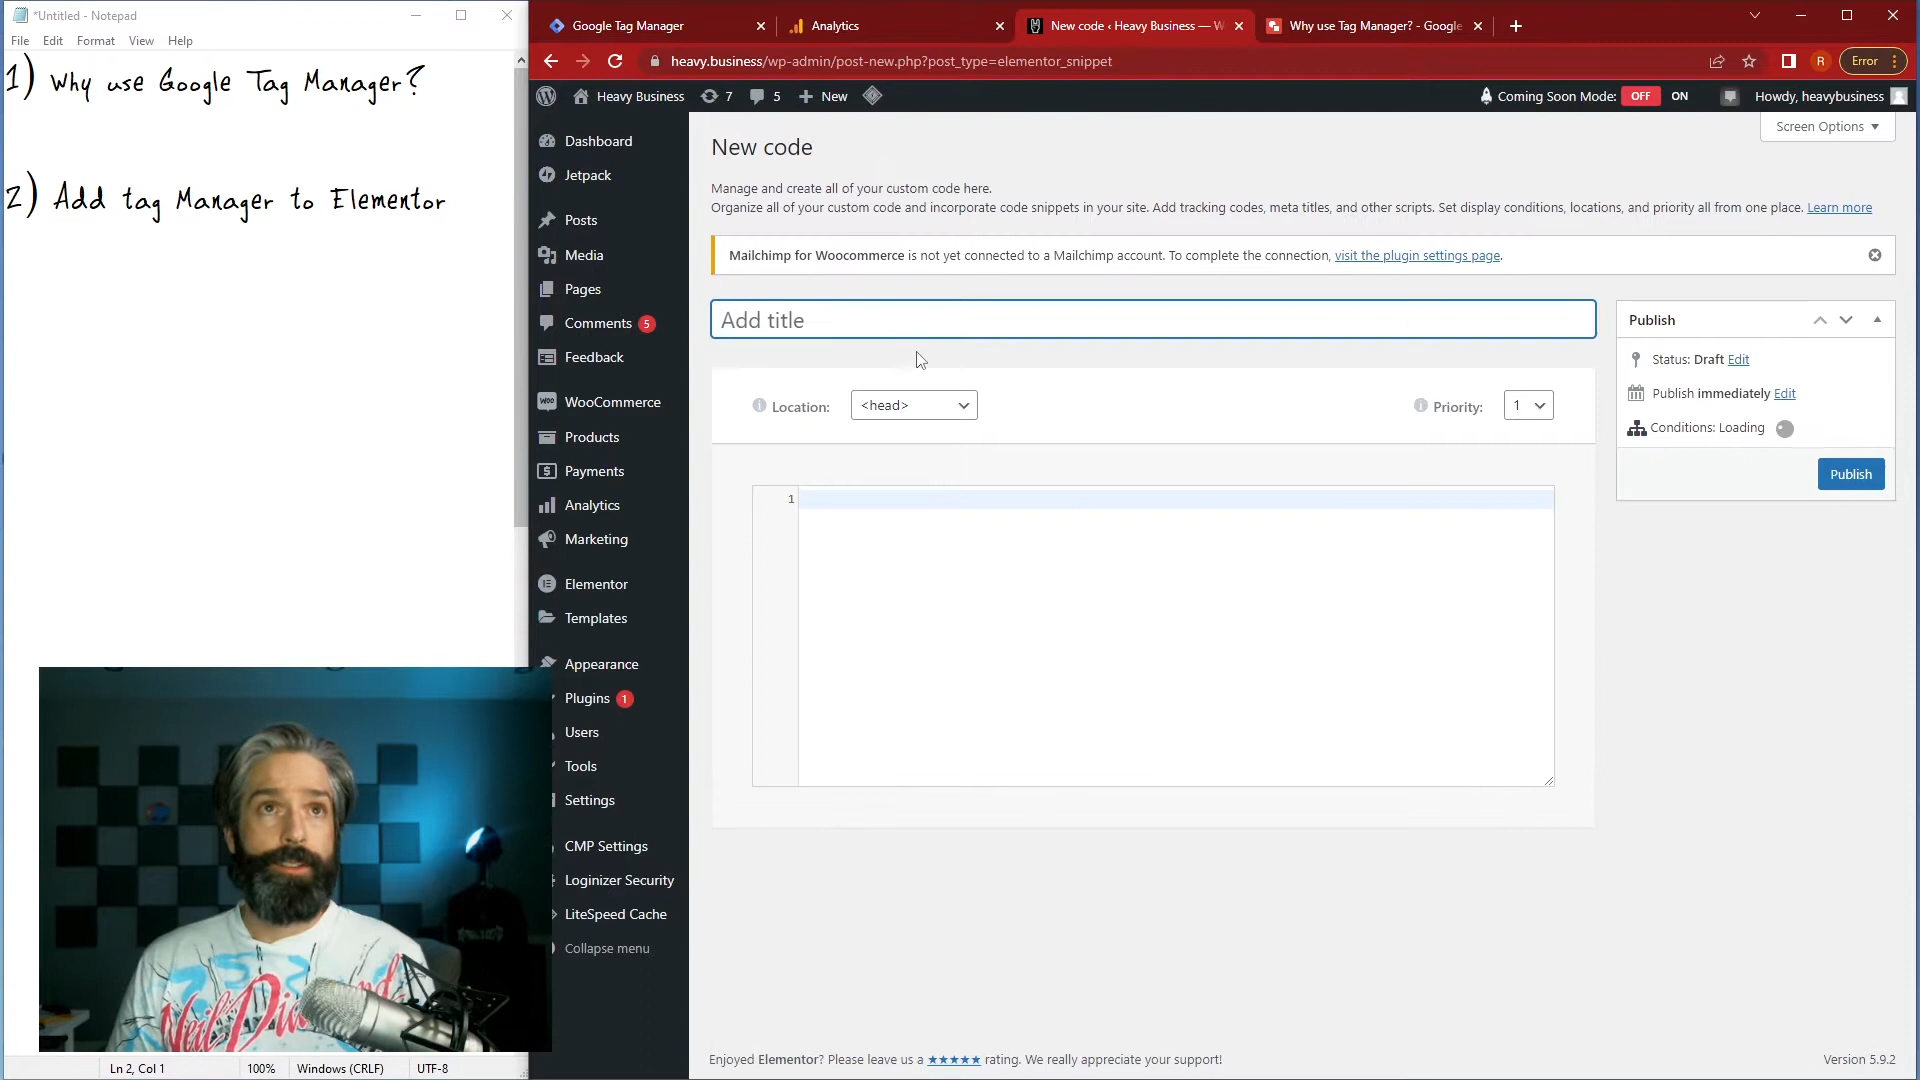 *Untitled - Notepad
File Edit Format View Help
1) Why use Google Tag Manager?
2) Add tag Manager to Elementor
Ln 2, Col 1 100% Windows (CRLF) UTF-8
Google Tag Manager
Analytics
New code ‹ Heavy Business — W
Why use Tag Manager? - Google
heavy.business/wp-admin/post-new.php?post_type=elementor_snippet
R
Error
Heavy Business 7 5 New
Coming Soon Mode: OFF ON
Howdy, heavybusiness
Dashboard
Jetpack
Posts
Media
Pages
Comments 5
Feedback
WooCommerce
Products
Payments
Analytics
Marketing
Elementor
Templates
Appearance
Plugins 1
Users
Tools
Settings
CMP Settings
Loginizer Security
LiteSpeed Cache
Collapse menu
Screen Options
New code
Manage and create all of your custom code here.
Organize all of your custom code and incorporate code snippets in your site. Add tracking codes, meta titles, and other scripts. Set display conditions, locations, and priority all from one place. Learn more
Mailchimp for Woocommerce is not yet connected to a Mailchimp account. To complete the connection, visit the plugin settings page.
Add title
Location: <head>
Priority: 1
1
Publish
Status: Draft Edit
Publish immediately Edit
Conditions: Loading
Publish
Enjoyed Elementor? Please leave us a ★★★★★ rating. We really appreciate your support!
Version 5.9.2